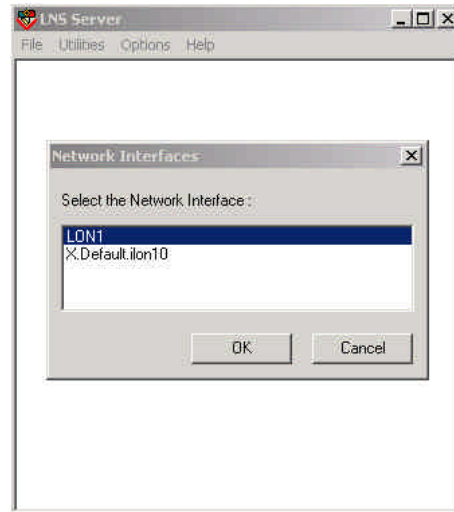 LNS Server
File Utilities Options Help
Network Interfaces
Select the Network Interface :
LON1
X.Default.ilon10
OK Cancel